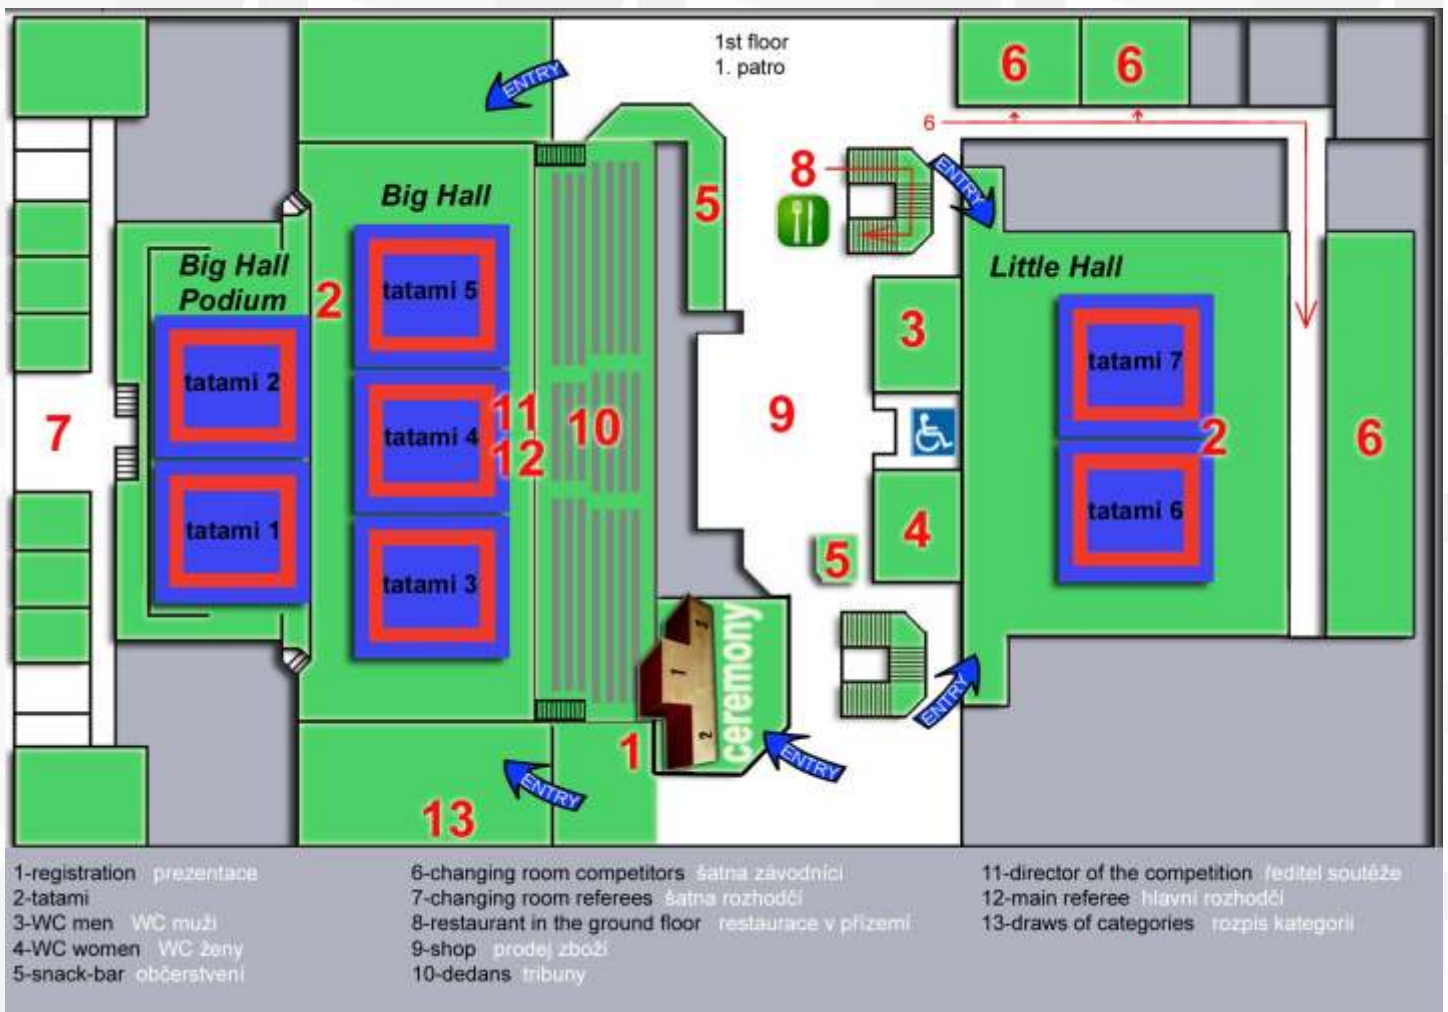 1st floor
1. patro
6
6
ENTRY
6
8
ENTRY
Big Hall
5
Big Hall
Podium
Little Hall
2
tatami 5
3
tatami 2
tatami 7
7
11
10
9
tatami 4
12
2
6
tatami 1
tatami 6
4
5
tatami 3
3
1
2
ceremony
ENTRY
1
ENTRY
ENTRY
13
1-registration prezentace
2-tatami
3-WC men WC muži
4-WC women WC ženy
5-snack-bar občerstvení
6-changing room competitors šatna závodníci
7-changing room referees šatna rozhodčí
8-restaurant in the ground floor restaurace v přízemí
9-shop prodej zboží
10-dedans tribuny
11-director of the competition ředitel soutěže
12-main referee hlavní rozhodčí
13-draws of categories rozpis kategorií